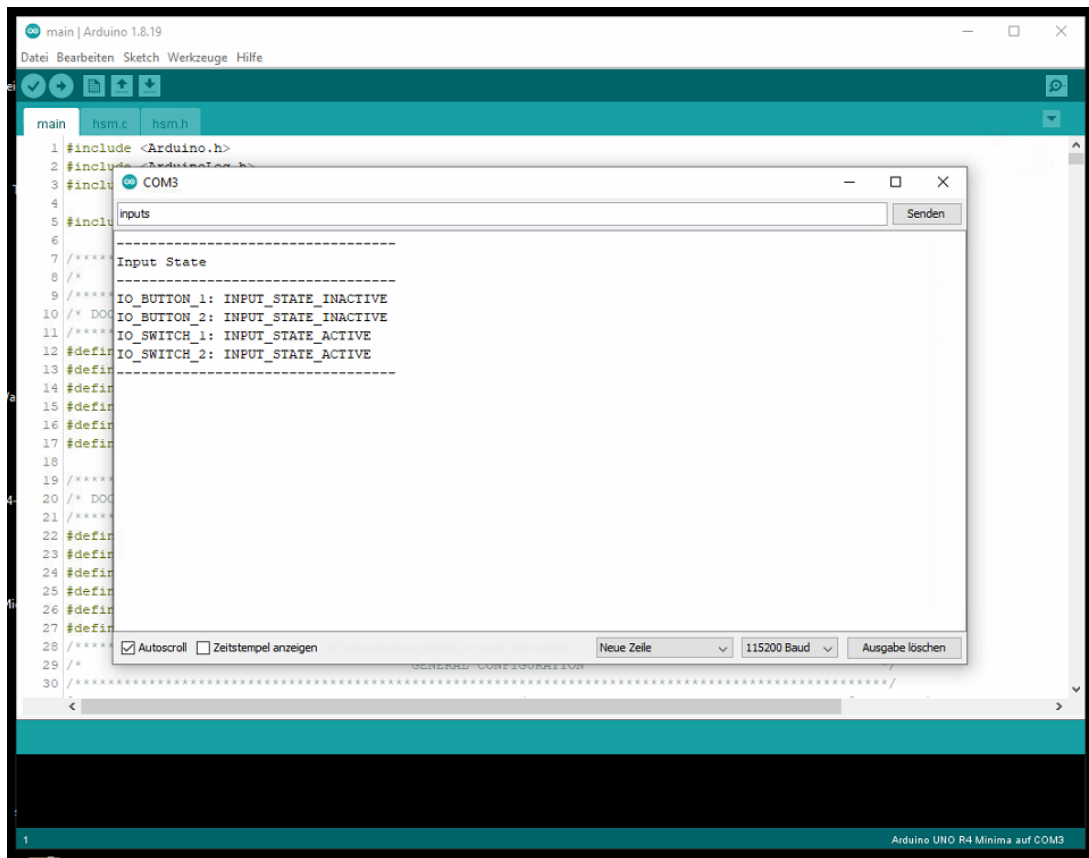 main | Arduino 1.8.19
Datei Bearbeiten Sketch Werkzeuge Hilfe
main hsm.c hsm.h
1 #include <Arduino.h>
2 #include <ArduinoLog.h>
3 #inclu
4
5 #inclu
6
7 /*****
8 /*
9 /*****
10 /* DOC
11 /*****
12 #defin
13 #defin
14 #defin
15 #defin
16 #defin
17 #defin
18
19 /*****
20 /* DOC
21 /*****
22 #defin
23 #defin
24 #defin
25 #defin
26 #defin
27 #defin
28 /*****
29 /* GENERAL CONFIGURATION */
30 /*****************************************************************************************************/
COM3
inputs Senden
----------------------------------
Input State
----------------------------------
IO_BUTTON_1: INPUT_STATE_INACTIVE
IO_BUTTON_2: INPUT_STATE_INACTIVE
IO_SWITCH_1: INPUT_STATE_ACTIVE
IO_SWITCH_2: INPUT_STATE_ACTIVE
----------------------------------
Autoscroll Zeitstempel anzeigen Neue Zeile 115200 Baud Ausgabe löschen
1 Arduino UNO R4 Minima auf COM3